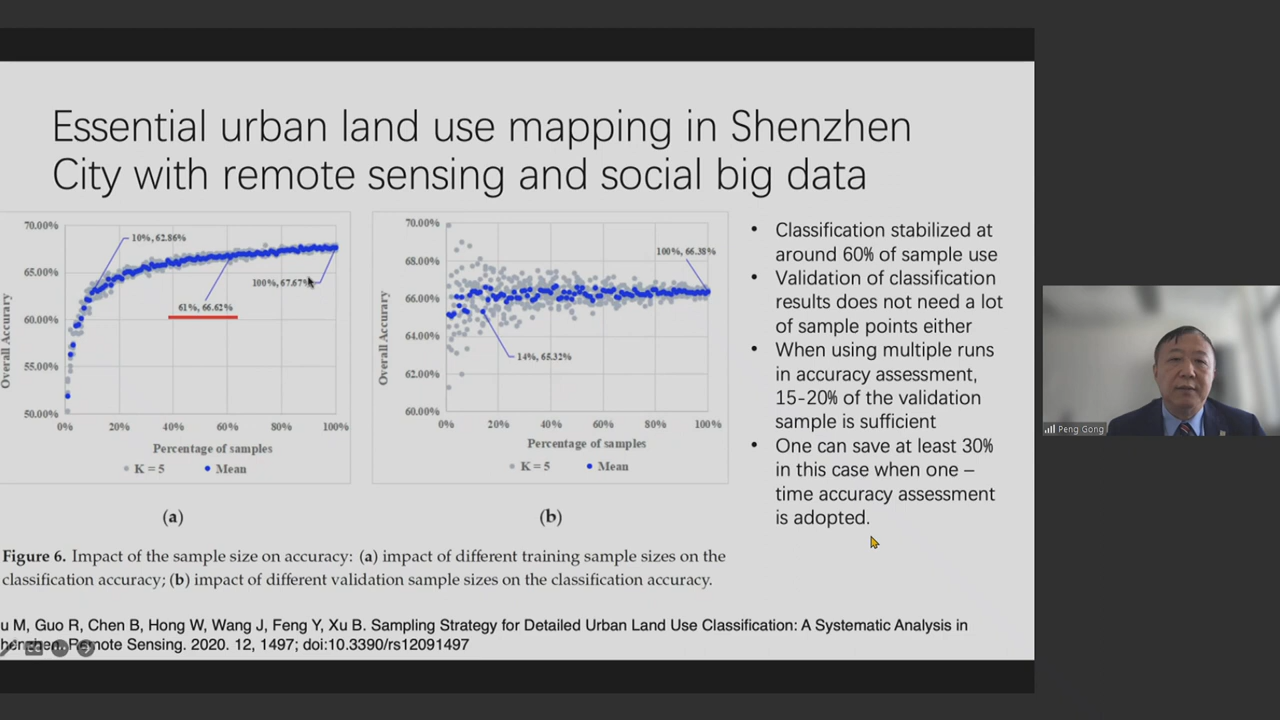 Essential urban land use mapping in Shenzhen
City with remote sensing and social big data
70.00%
65.00%
60.00%
55.00%
50.00%
Overall Accuracy
10%, 62.86%
61%, 66.62%
100%, 67.67%
0% 20% 40% 60% 80% 100%
Percentage of samples
K = 5 Mean
(a)
70.00%
68.00%
66.00%
64.00%
62.00%
60.00%
Overall Accuracy
100%, 66.38%
14%, 65.32%
0% 20% 40% 60% 80% 100%
Percentage of samples
K = 5 Mean
(b)
• Classification stabilized at
around 60% of sample use
• Validation of classification
results does not need a lot
of sample points either
• When using multiple runs
in accuracy assessment,
15-20% of the validation
sample is sufficient
• One can save at least 30%
in this case when one –
time accuracy assessment
is adopted.
Figure 6. Impact of the sample size on accuracy: (a) impact of different training sample sizes on the
classification accuracy; (b) impact of different validation sample sizes on the classification accuracy.
u M, Guo R, Chen B, Hong W, Wang J, Feng Y, Xu B. Sampling Strategy for Detailed Urban Land Use Classification: A Systematic Analysis in
Remote Sensing. 2020. 12, 1497; doi:10.3390/rs12091497
Peng Gong